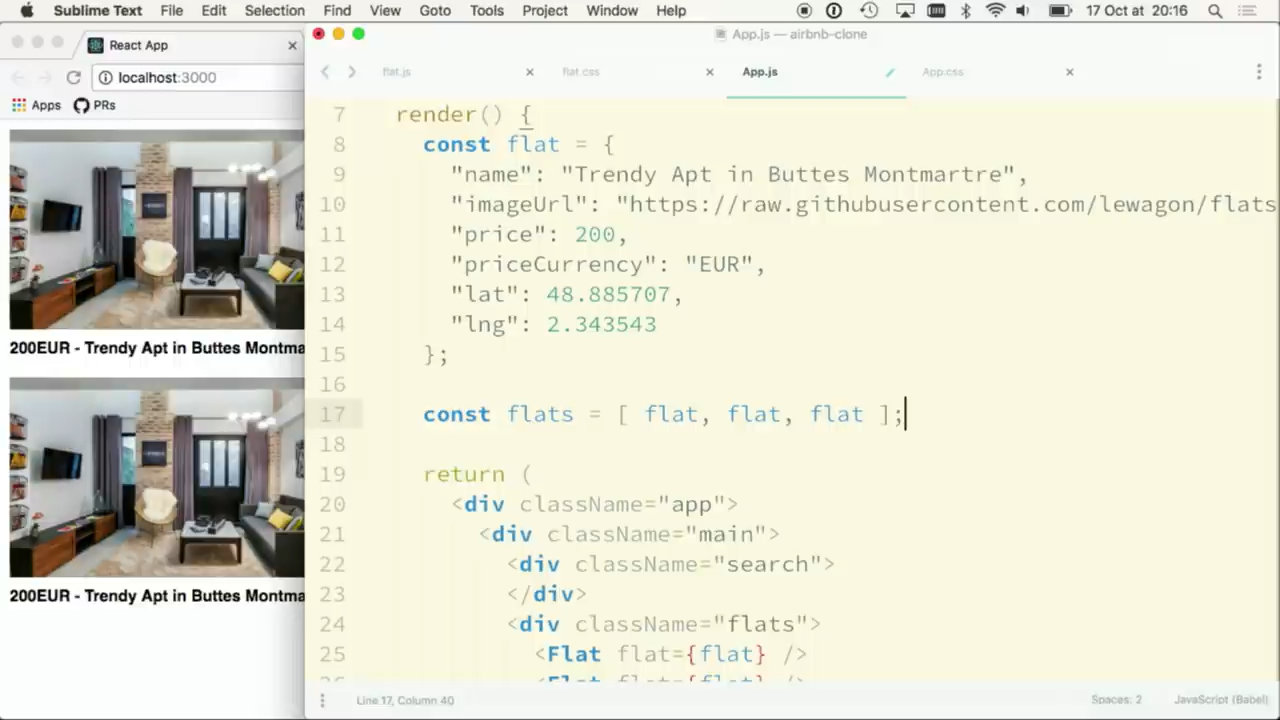 Sublime Text File Edit Selection Find View Goto Tools Project Window Help 17 Oct at 20:16
React App
localhost:3000
Apps PRs
200EUR - Trendy Apt in Buttes Montma
200EUR - Trendy Apt in Buttes Montma
App.js — airbnb-clone
flat.js flat.css App.js App.css
7 render() {
8 const flat = {
9 "name": "Trendy Apt in Buttes Montmartre",
10 "imageUrl": "https://raw.githubusercontent.com/lewagon/flats
11 "price": 200,
12 "priceCurrency": "EUR",
13 "lat": 48.885707,
14 "lng": 2.343543
15 };
16
17 const flats = [ flat, flat, flat ];
18
19 return (
20 <div className="app">
21 <div className="main">
22 <div className="search">
23 </div>
24 <div className="flats">
25 <Flat flat={flat} />
26 <Flat flat={flat} />
Line 17, Column 40 Spaces: 2 JavaScript (Babel)